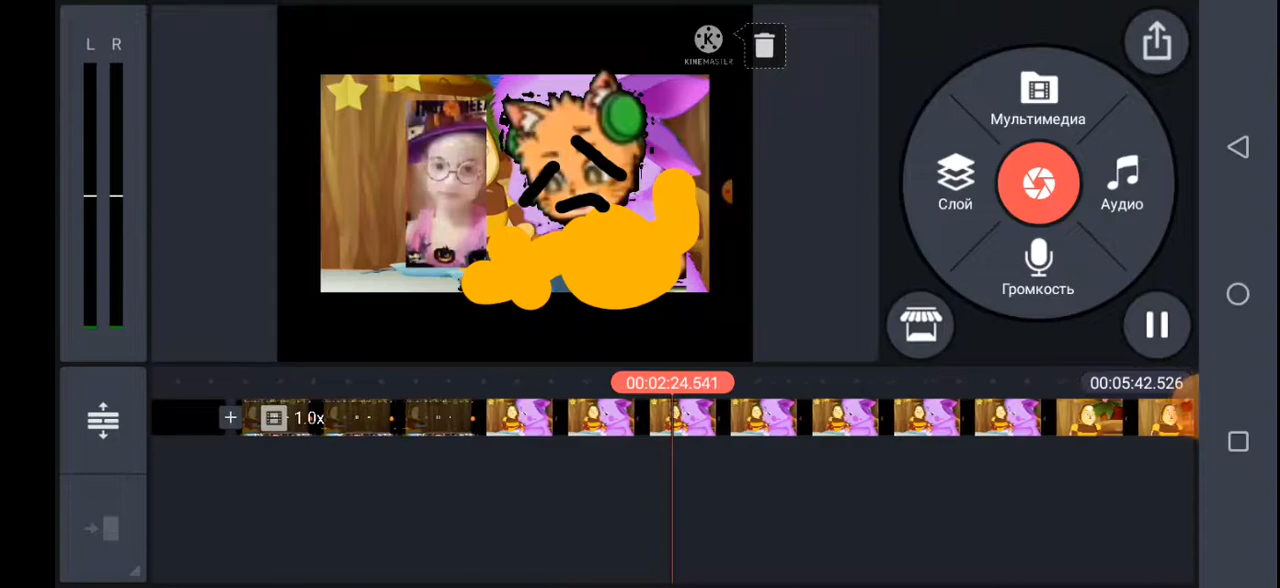 L R
KINEMASTER
Мультимедиа
Слой
Аудио
Громкость
00:02:24.541
00:05:42.526
1.0x